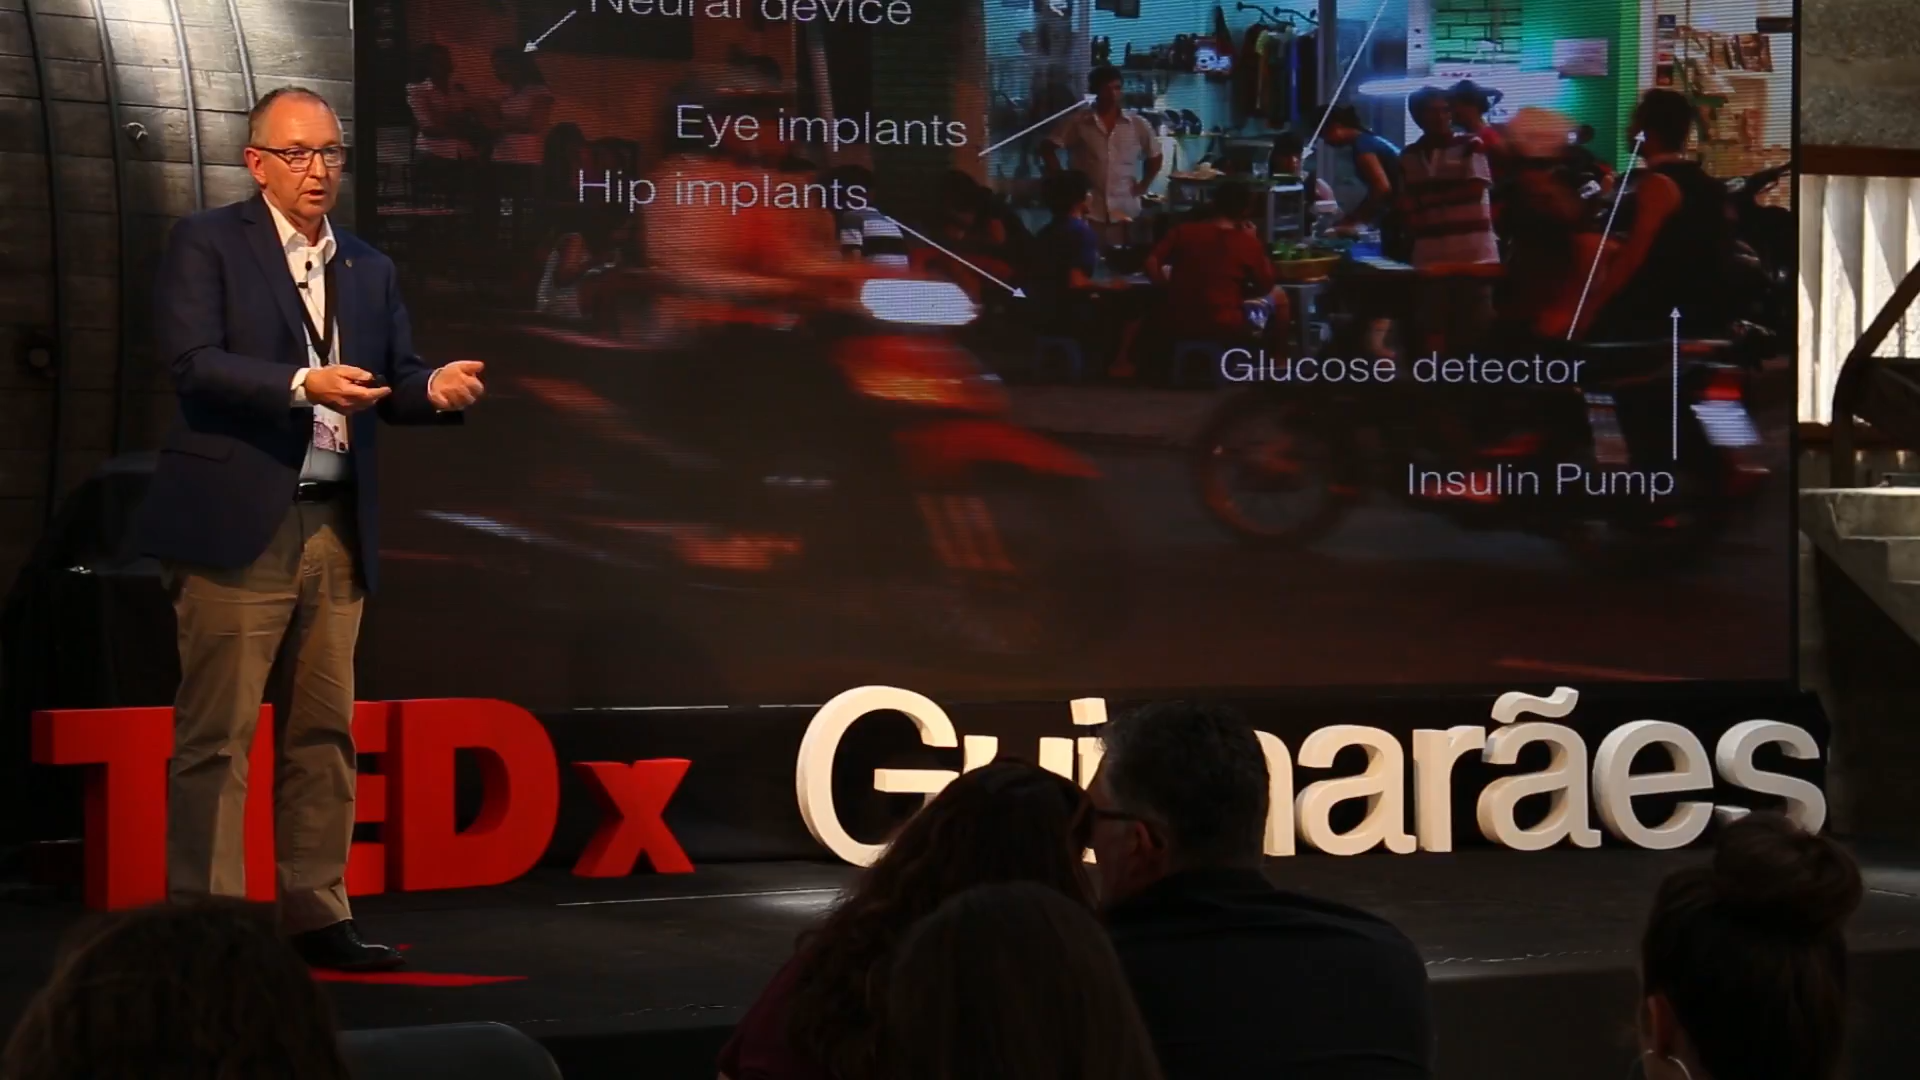 Neural device
Eye implants
Hip implants
Glucose detector
Insulin Pump
TEDx Guimarães